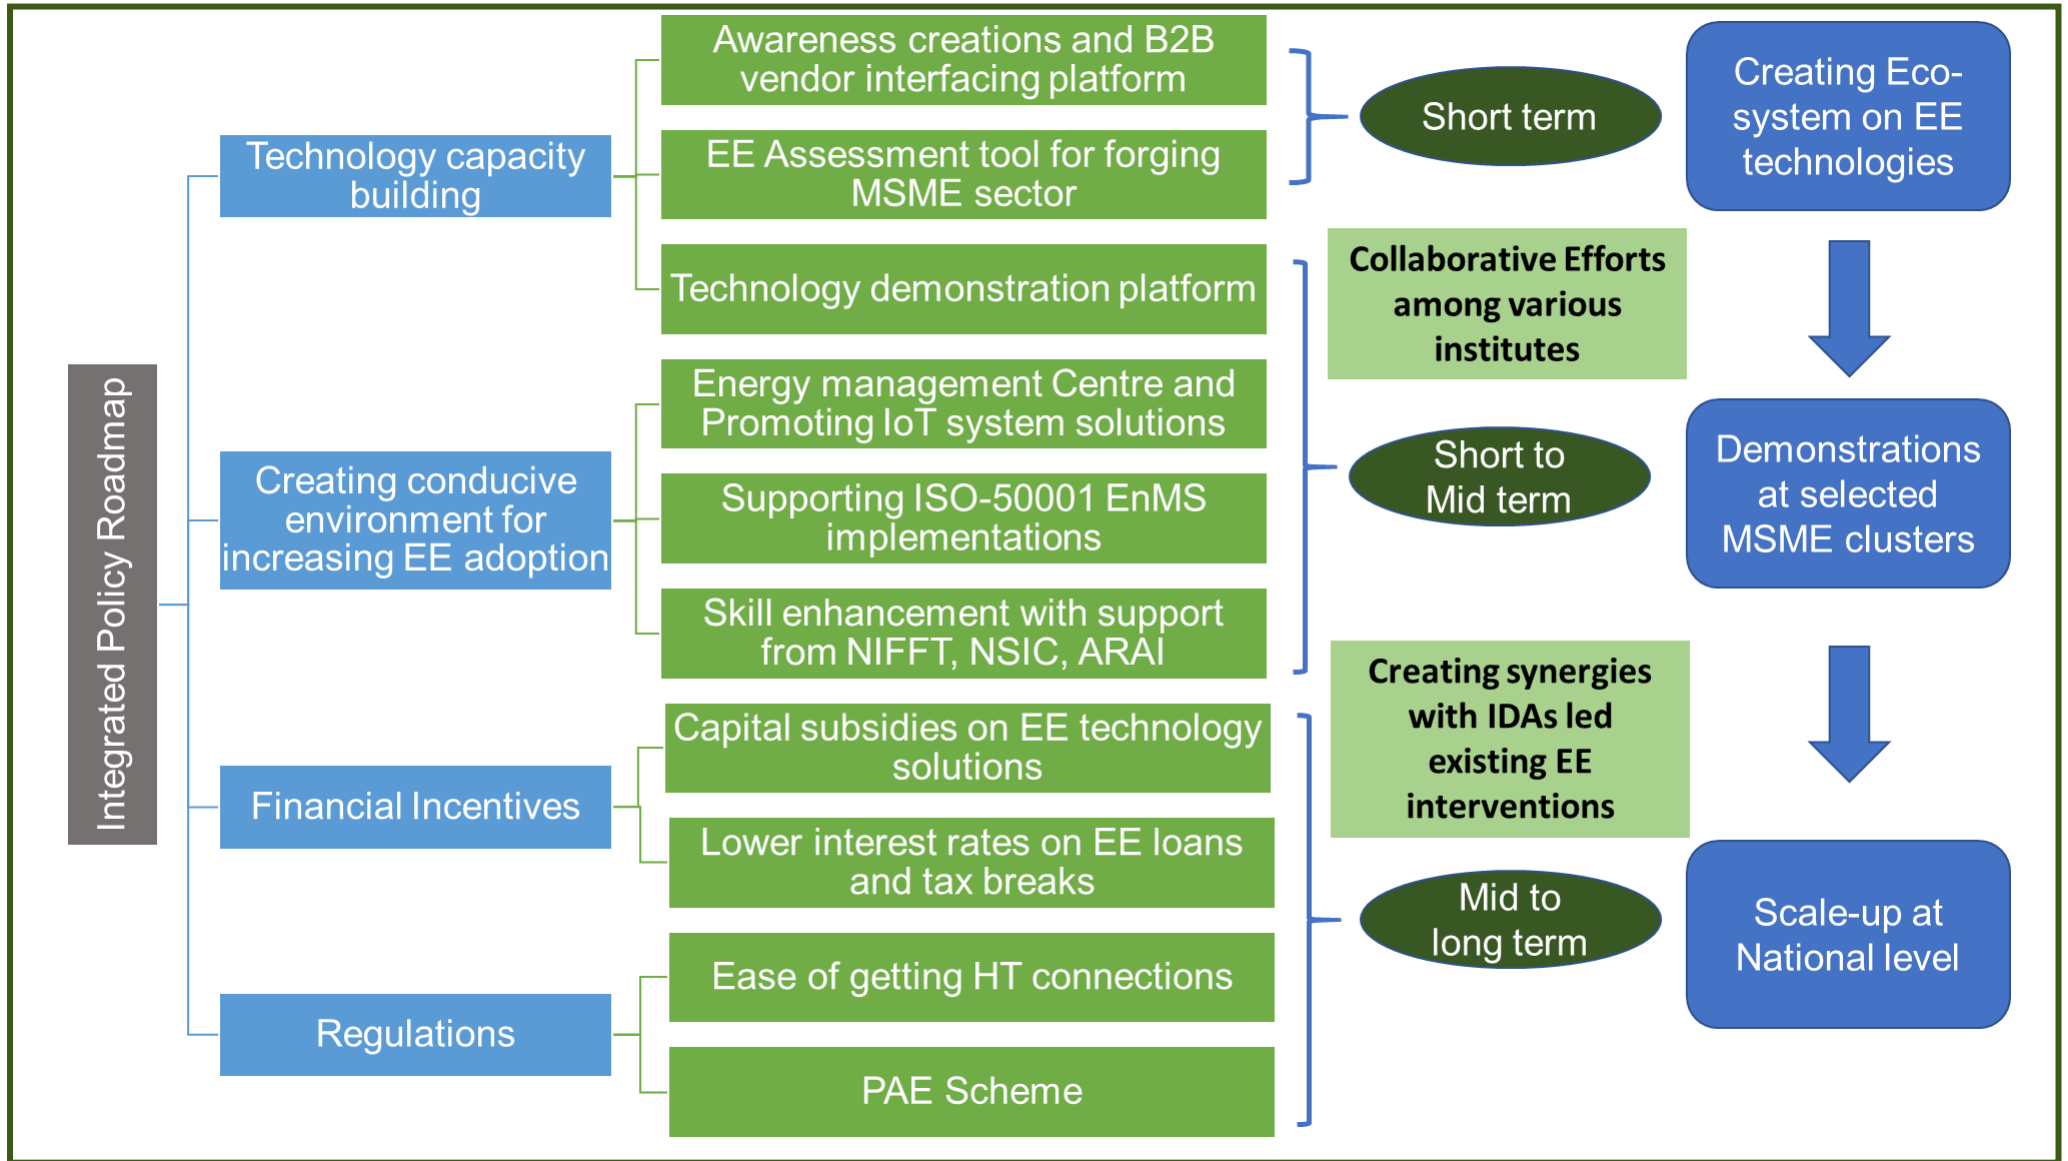 Integrated Policy Roadmap
Technology capacity
building
Creating conducive
environment for
increasing EE adoption
Financial Incentives
Regulations
Awareness creations and B2B
vendor interfacing platform
EE Assessment tool for forging
MSME sector
Technology demonstration platform
Energy management Centre and
Promoting IoT system solutions
Supporting ISO-50001 EnMS
implementations
Skill enhancement with support
from NIFFT, NSIC, ARAI
Capital subsidies on EE technology
solutions
Lower interest rates on EE loans
and tax breaks
Ease of getting HT connections
PAE Scheme
Short term
Collaborative Efforts
among various
institutes
Short to
Mid term
Creating synergies
with IDAs led
existing EE
interventions
Mid to
long term
Creating Eco-
system on EE
technologies
Demonstrations
at selected
MSME clusters
Scale-up at
National level